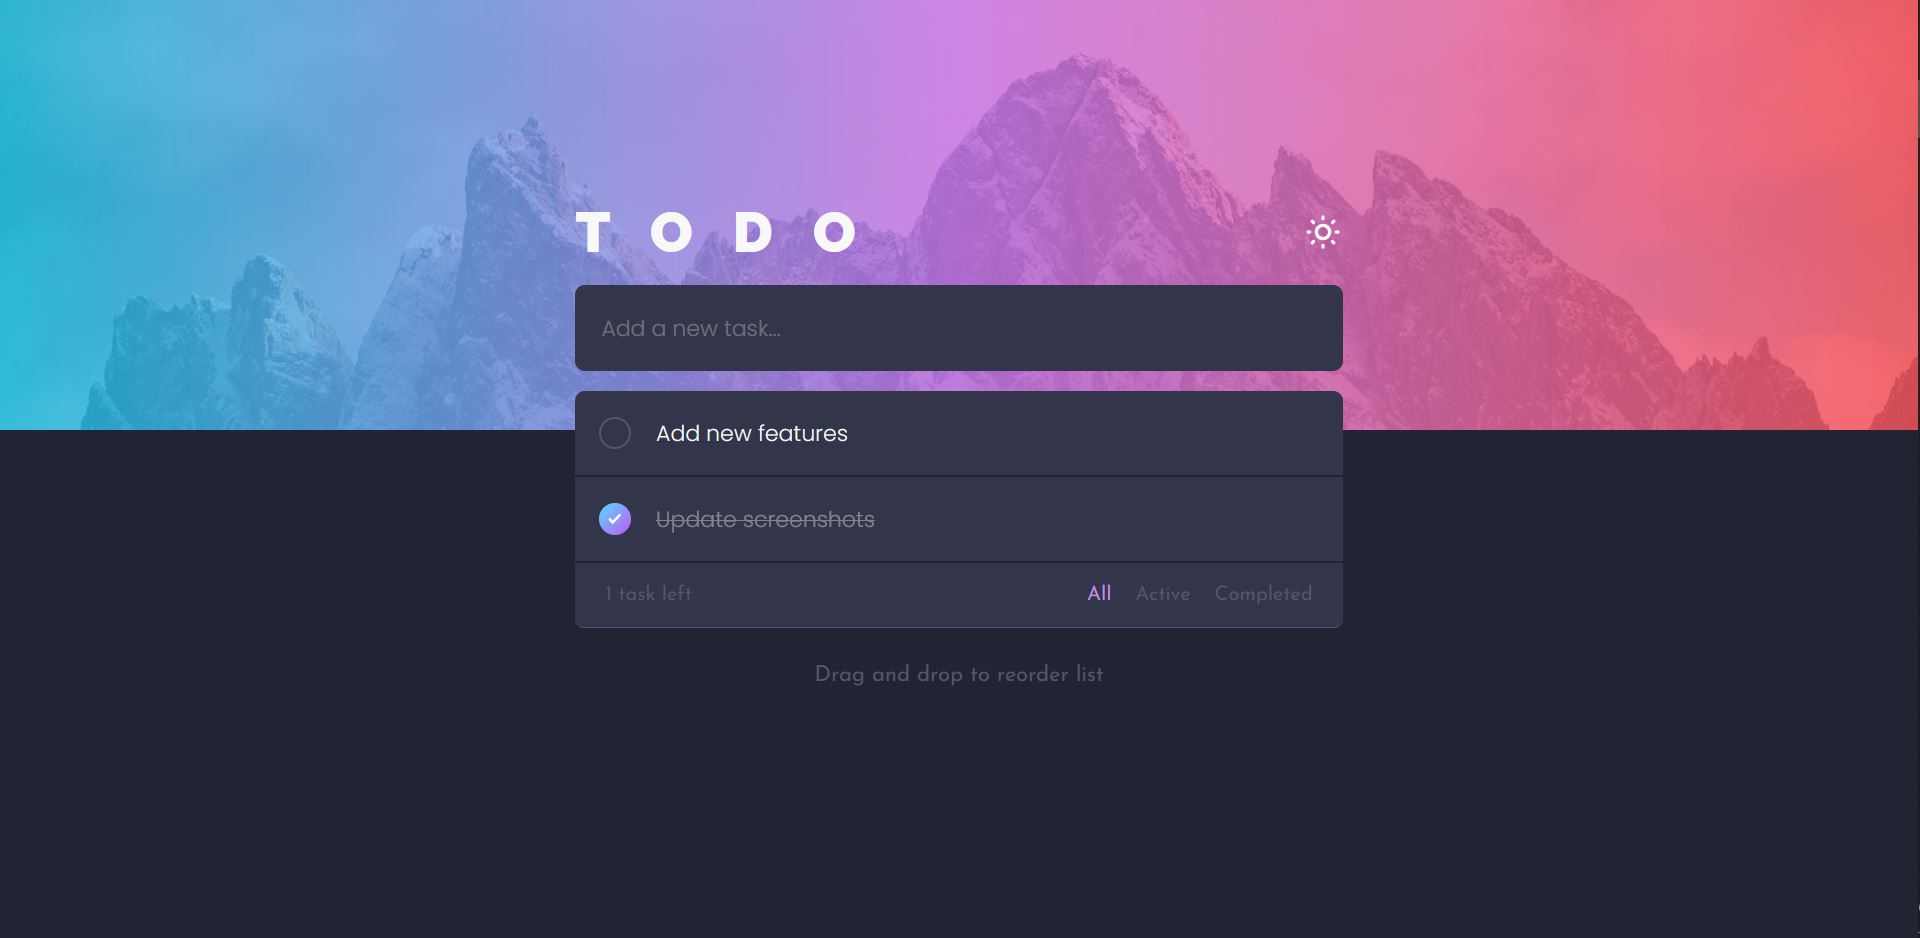 TODO
Add a new task...
Add new features
Update screenshots
1 task left All Active Completed
Drag and drop to reorder list